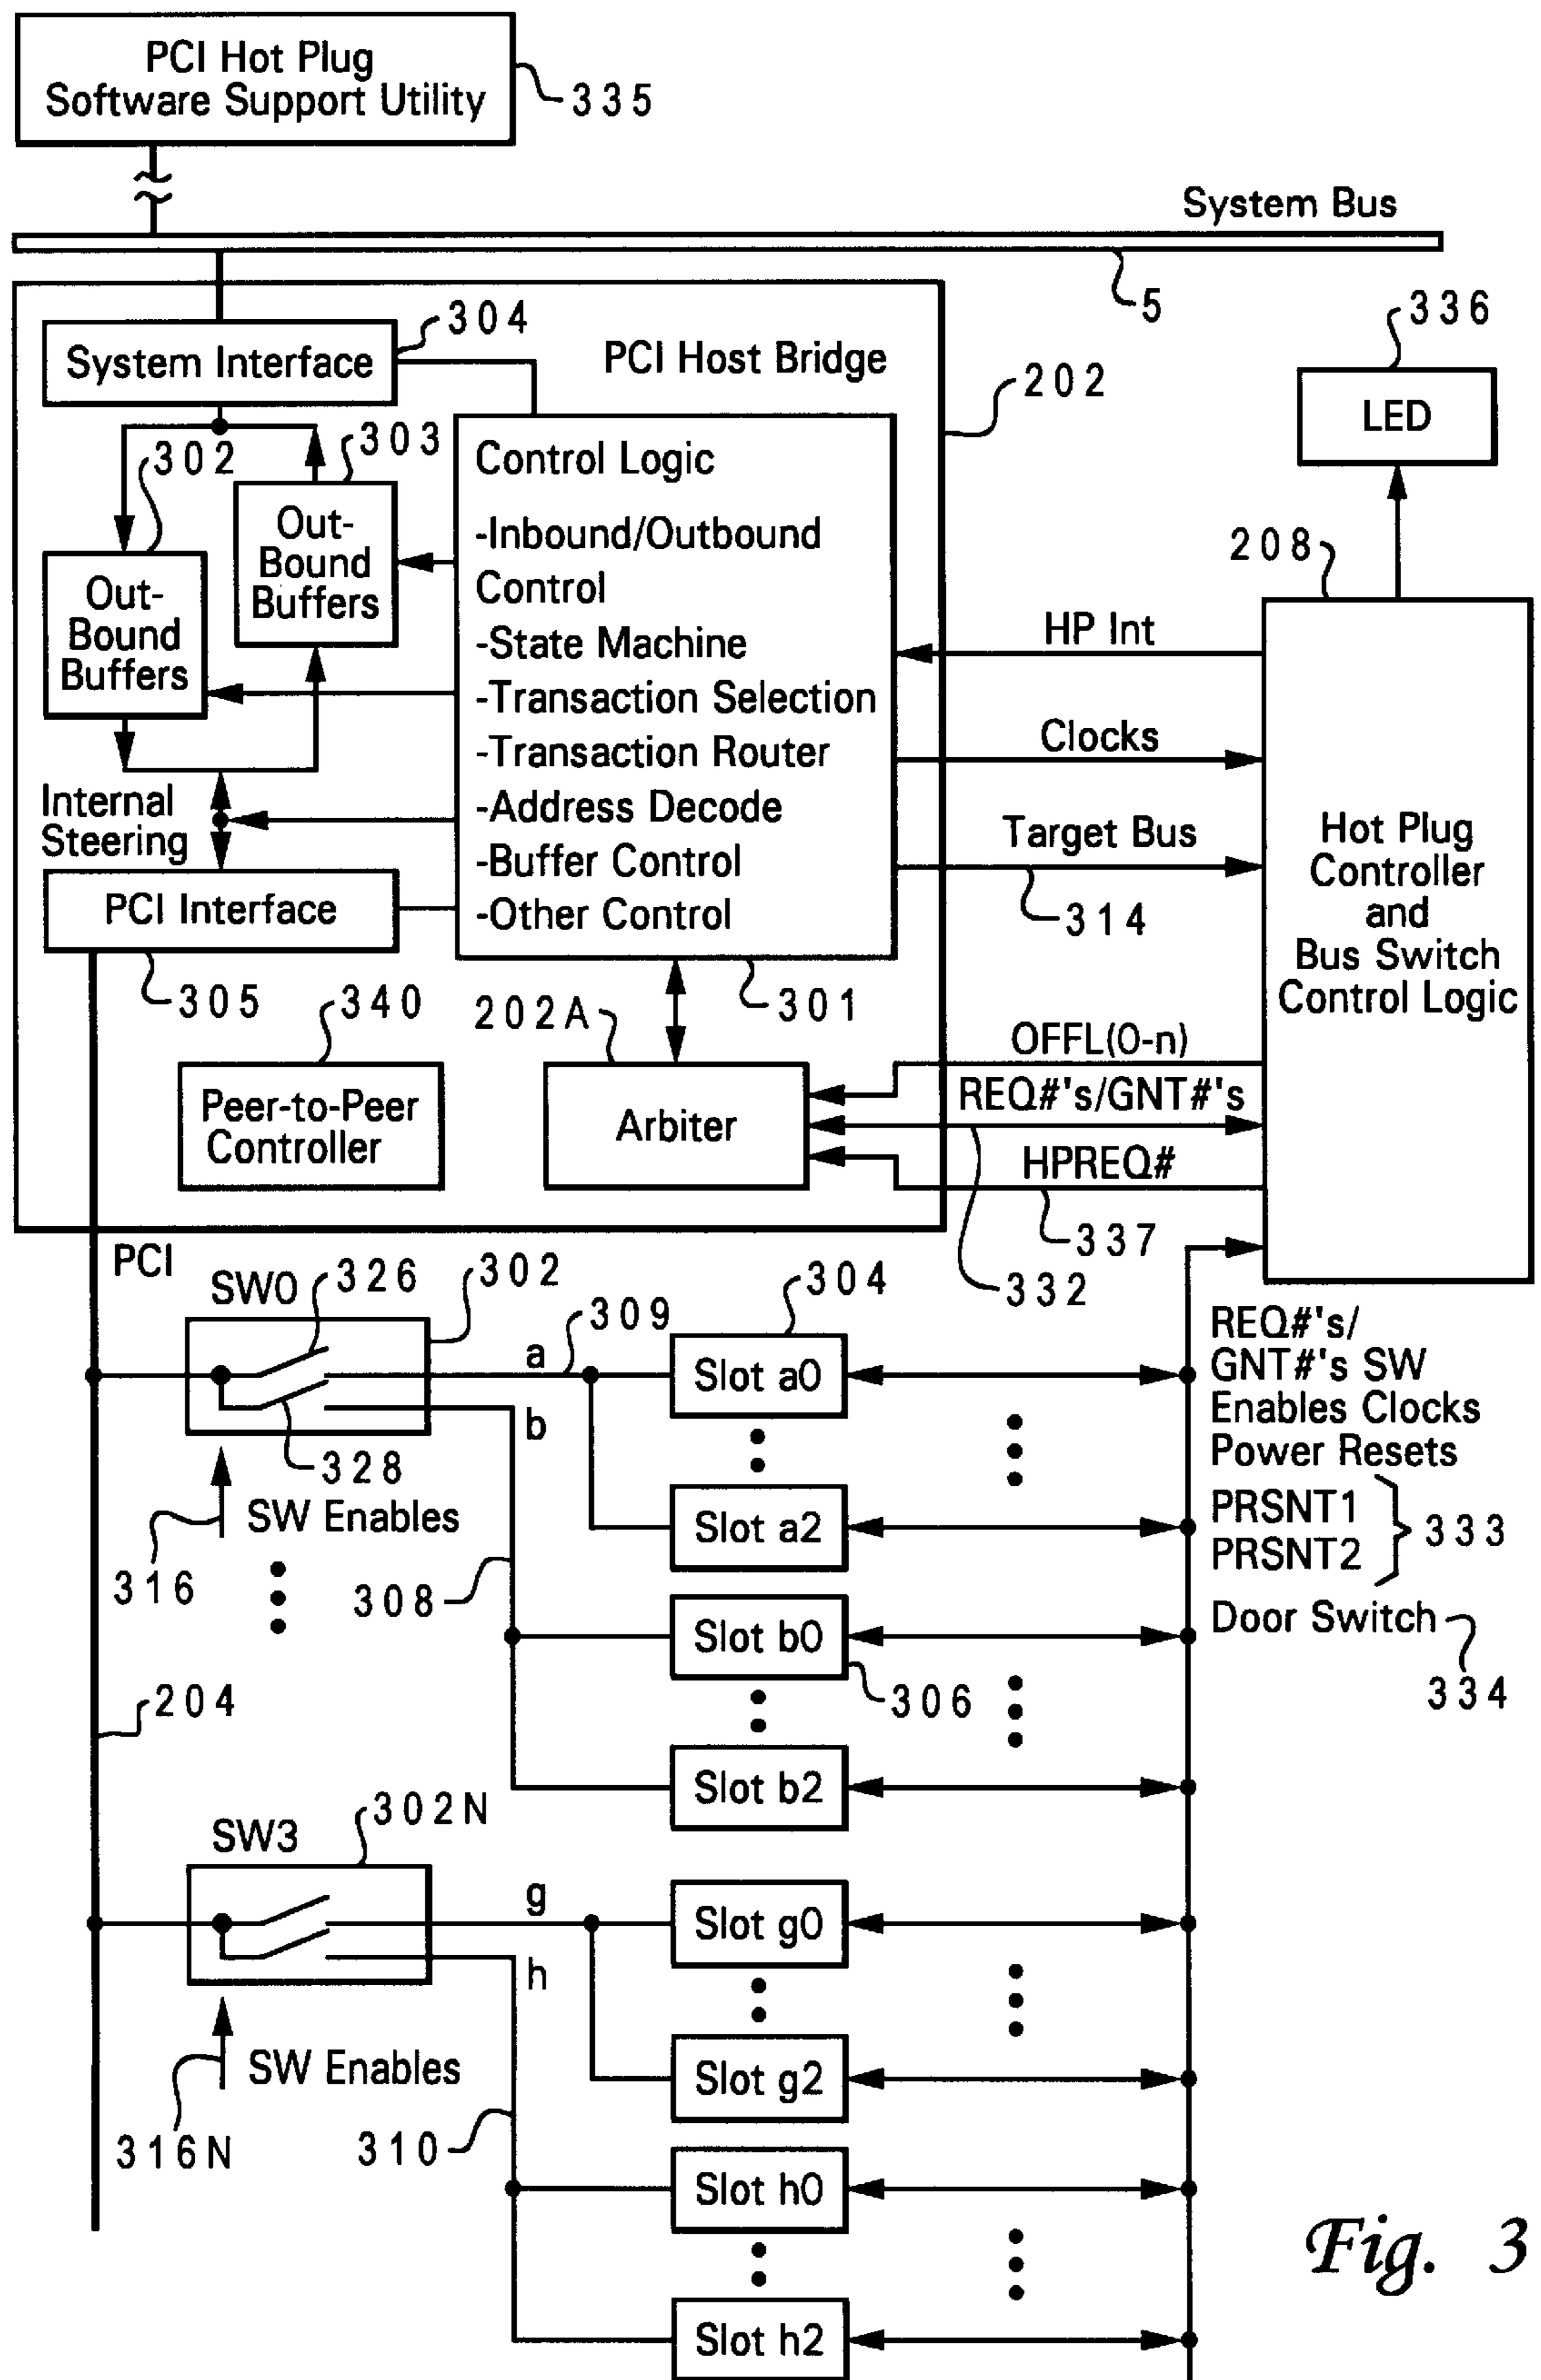 PCI Hot Plug
Software Support Utility
335
System Bus
5
304
System Interface
PCI Host Bridge
202
336
LED
302
303
Control Logic
-Inbound/Outbound
Control
-State Machine
-Transaction Selection
-Transaction Router
-Address Decode
-Buffer Control
-Other Control
Out-
Bound
Buffers
Out-
Bound
Buffers
208
HP Int
Clocks
Target Bus
314
Hot Plug
Controller
and
Bus Switch
Control Logic
Internal
Steering
PCI Interface
305
340
202A
301
Peer-to-Peer
Controller
Arbiter
OFFL(0-n)
REQ#'s/GNT#'s
HPREQ#
337
332
PCI
SW0
326
302
309
304
a
b
Slot a0
328
316
SW Enables
308
Slot a2
REQ#'s/
GNT#'s SW
Enables Clocks
Power Resets
PRSNT1
PRSNT2
333
Door Switch
334
Slot b0
306
204
Slot b2
SW3
302N
g
h
Slot g0
SW Enables
316N
310
Slot g2
Slot h0
Slot h2
Fig. 3